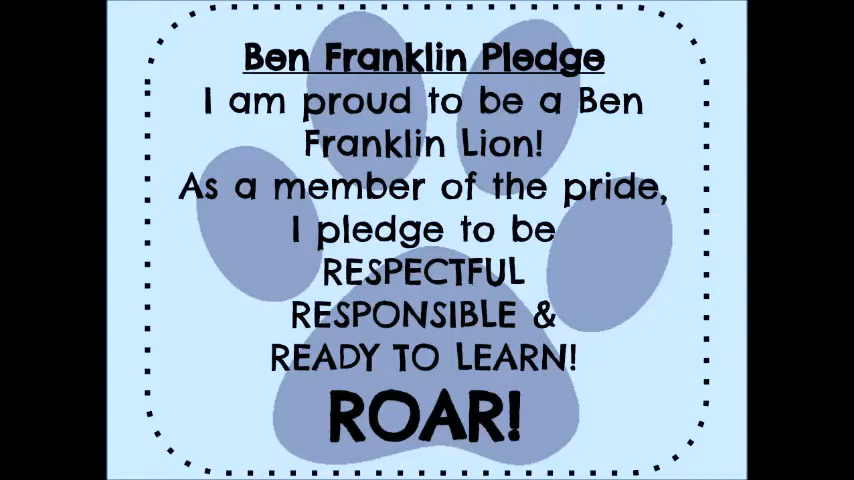 Ben Franklin Pledge
I am proud to be a Ben
Franklin Lion!
As a member of the pride,
I pledge to be
RESPECTFUL
RESPONSIBLE &
READY TO LEARN!
ROAR!